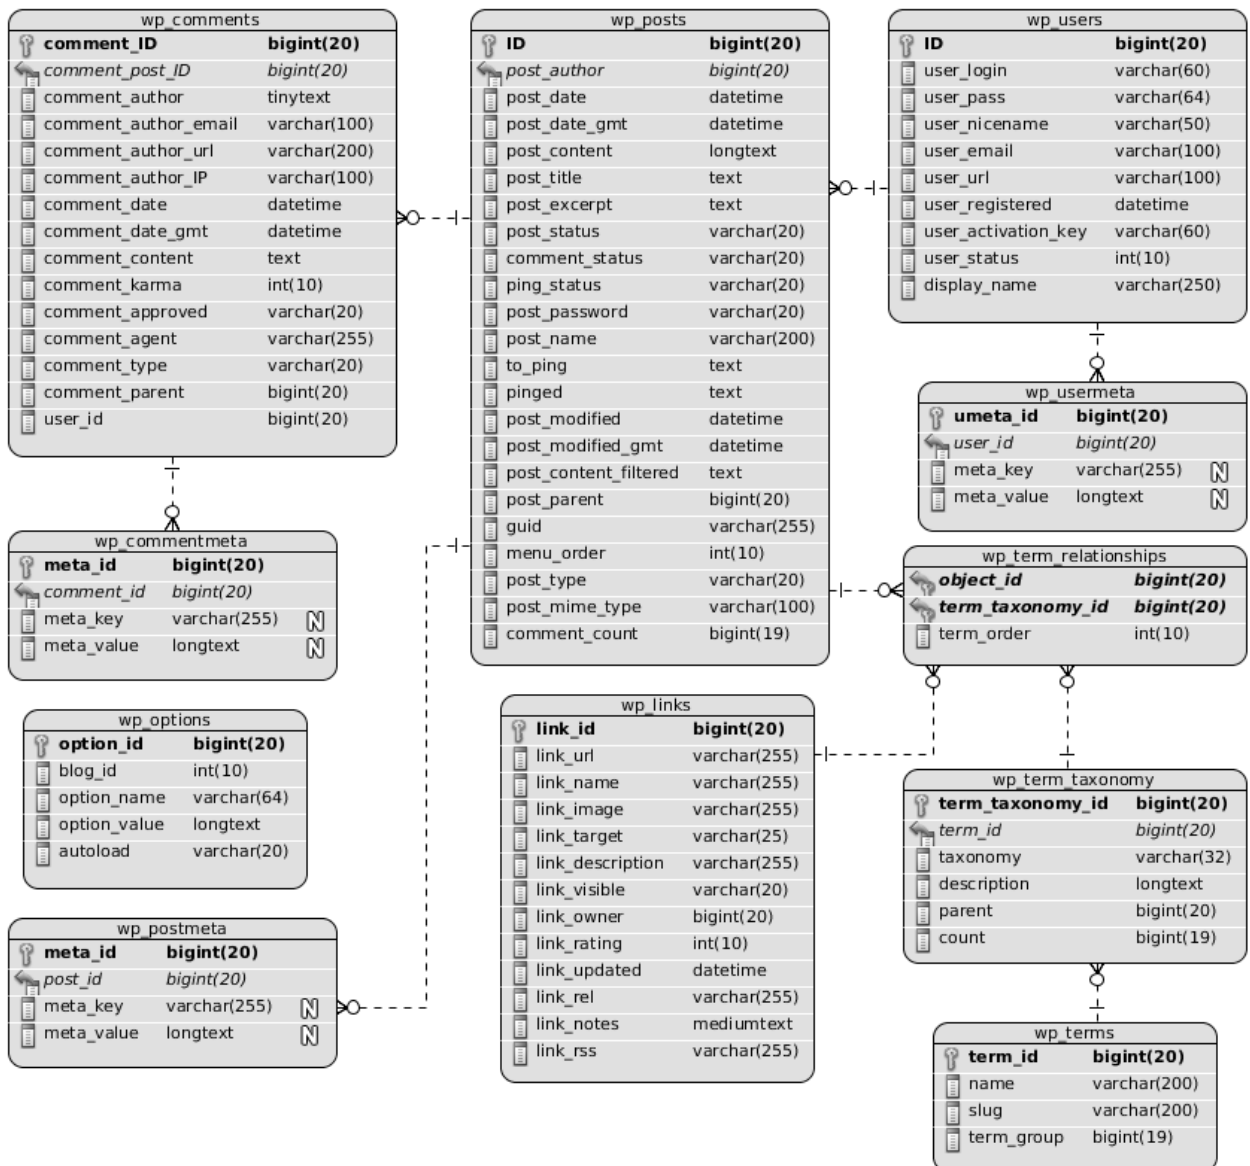 wp_comments
comment_ID bigint(20)
comment_post_ID bigint(20)
comment_author tinytext
comment_author_email varchar(100)
comment_author_url varchar(200)
comment_author_IP varchar(100)
comment_date datetime
comment_date_gmt datetime
comment_content text
comment_karma int(10)
comment_approved varchar(20)
comment_agent varchar(255)
comment_type varchar(20)
comment_parent bigint(20)
user_id bigint(20)
wp_posts
ID bigint(20)
post_author bigint(20)
post_date datetime
post_date_gmt datetime
post_content longtext
post_title text
post_excerpt text
post_status varchar(20)
comment_status varchar(20)
ping_status varchar(20)
post_password varchar(20)
post_name varchar(200)
to_ping text
pinged text
post_modified datetime
post_modified_gmt datetime
post_content_filtered text
post_parent bigint(20)
guid varchar(255)
menu_order int(10)
post_type varchar(20)
post_mime_type varchar(100)
comment_count bigint(19)
wp_users
ID bigint(20)
user_login varchar(60)
user_pass varchar(64)
user_nicename varchar(50)
user_email varchar(100)
user_url varchar(100)
user_registered datetime
user_activation_key varchar(60)
user_status int(10)
display_name varchar(250)
wp_usermeta
umeta_id bigint(20)
user_id bigint(20)
meta_key varchar(255) N
meta_value longtext N
wp_commentmeta
meta_id bigint(20)
comment_id bigint(20)
meta_key varchar(255) N
meta_value longtext N
wp_term_relationships
object_id bigint(20)
term_taxonomy_id bigint(20)
term_order int(10)
wp_options
option_id bigint(20)
blog_id int(10)
option_name varchar(64)
option_value longtext
autoload varchar(20)
wp_links
link_id bigint(20)
link_url varchar(255)
link_name varchar(255)
link_image varchar(255)
link_target varchar(25)
link_description varchar(255)
link_visible varchar(20)
link_owner bigint(20)
link_rating int(10)
link_updated datetime
link_rel varchar(255)
link_notes mediumtext
link_rss varchar(255)
wp_term_taxonomy
term_taxonomy_id bigint(20)
term_id bigint(20)
taxonomy varchar(32)
description longtext
parent bigint(20)
count bigint(19)
wp_postmeta
meta_id bigint(20)
post_id bigint(20)
meta_key varchar(255) N
meta_value longtext N
wp_terms
term_id bigint(20)
name varchar(200)
slug varchar(200)
term_group bigint(19)